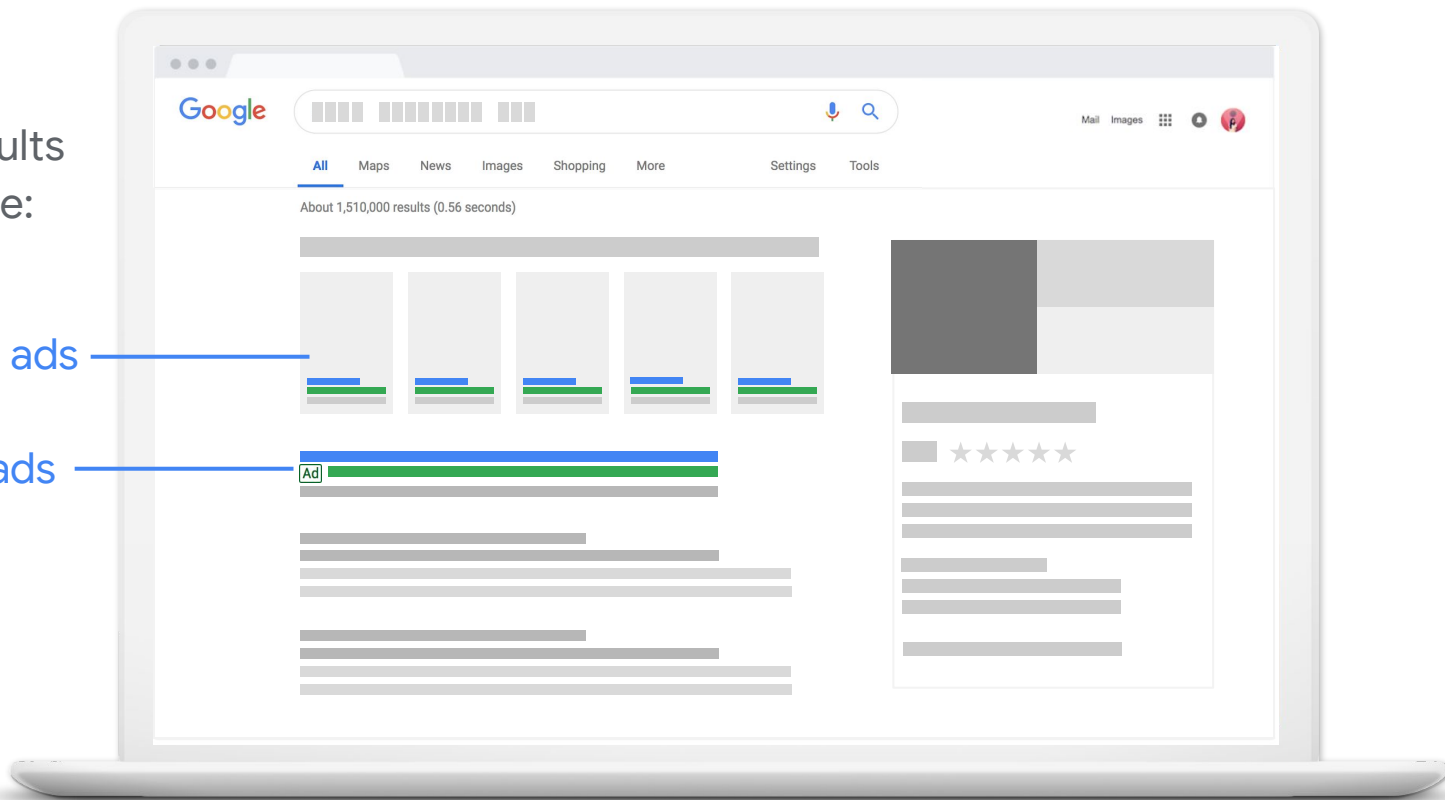 Google
Mail Images
ults
e:
All Maps News Images Shopping More Settings Tools
About 1,510,000 results (0.56 seconds)
ads
ads
Ad